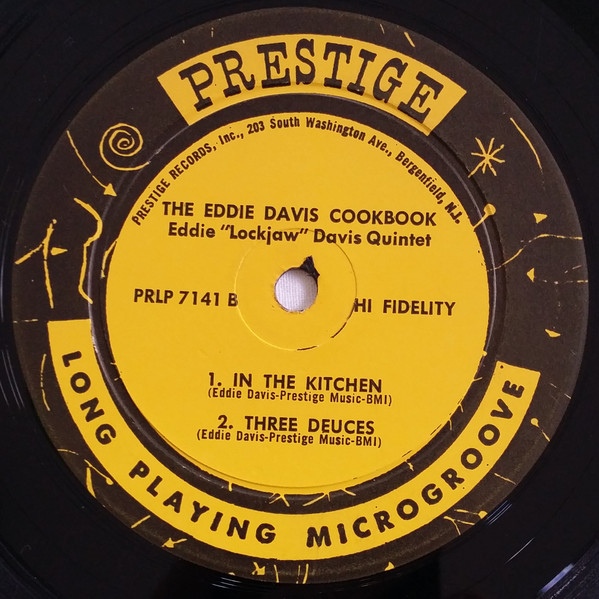 PRESTIGE
PRESTIGE RECORDS, Inc., 203 South Washington Ave., Bergenfield, N.J.
THE EDDIE DAVIS COOKBOOK
Eddie "Lockjaw" Davis Quintet
PRLP 7141 B HI FIDELITY
1. IN THE KITCHEN
(Eddie Davis-Prestige Music-BMI)
2. THREE DEUCES
(Eddie Davis-Prestige Music-BMI)
LONG PLAYING MICROGROOVE